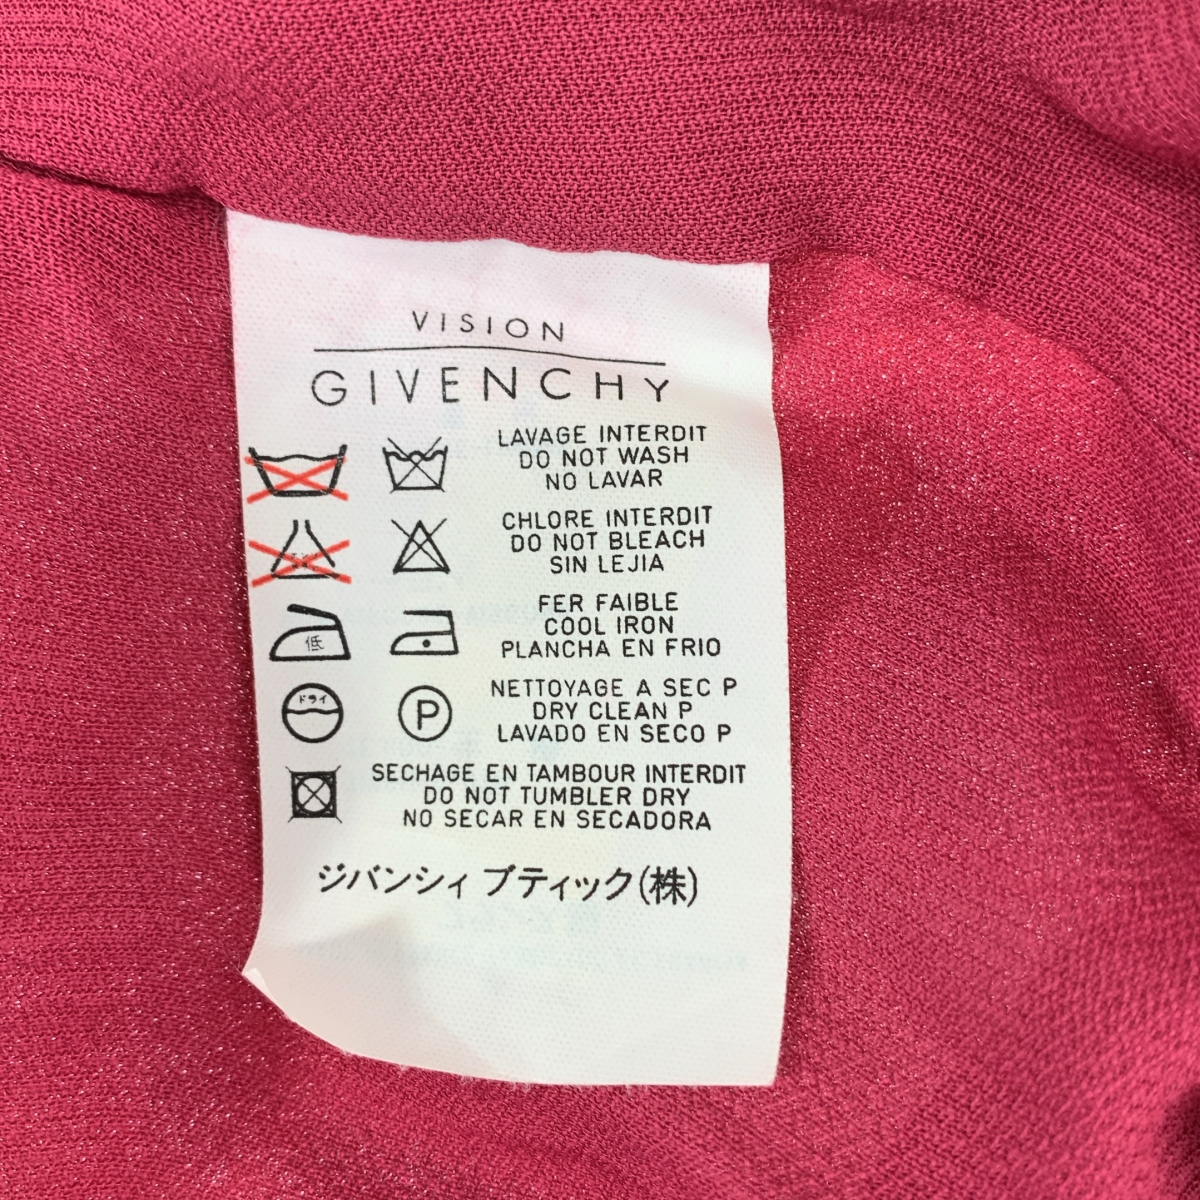 VISION
GIVENCHY
LAVAGE INTERDIT
DO NOT WASH
NO LAVAR
CHLORE INTERDIT
DO NOT BLEACH
SIN LEJIA
低
FER FAIBLE
COOL IRON
PLANCHA EN FRIO
ドライ
P
NETTOYAGE A SEC P
DRY CLEAN P
LAVADO EN SECO P
SECHAGE EN TAMBOUR INTERDIT
DO NOT TUMBLER DRY
NO SECAR EN SECADORA
ジバンシィ ブティック(株)